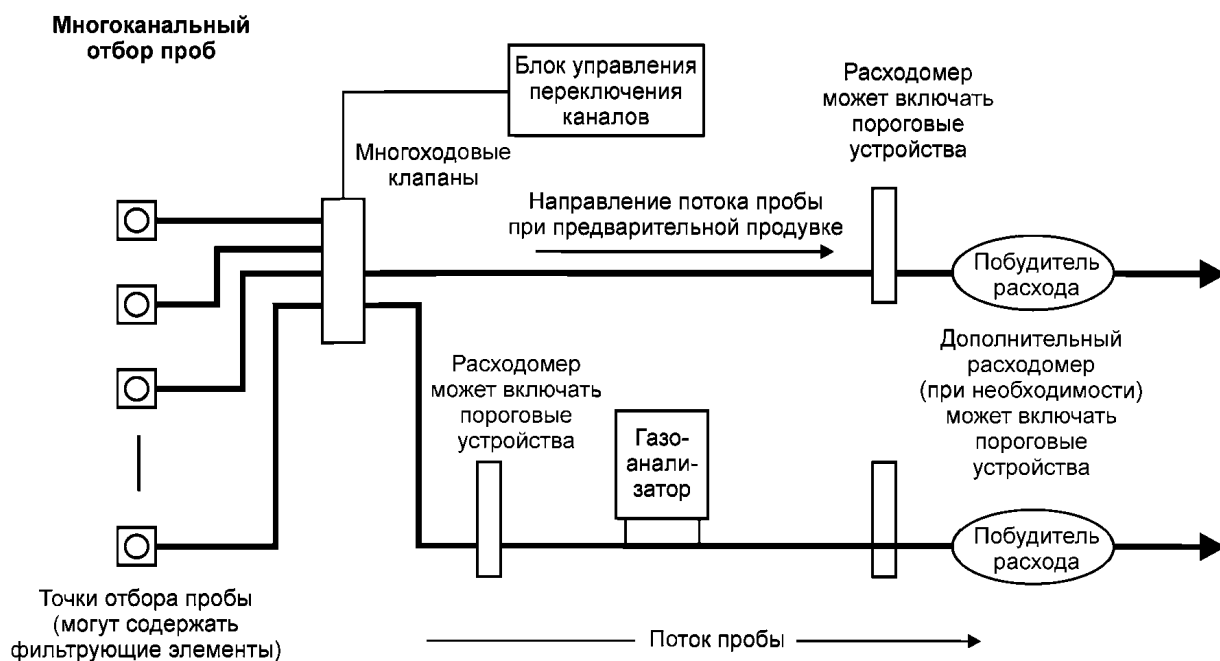 Многоканальный
отбор проб
Блок управления
переключения
каналов
Расходомер
может включать
пороговые
устройства
Многоходовые
клапаны
Направление потока пробы
при предварительной продувке
Побудитель
расхода
Расходомер
может включать
пороговые
устройства
Газо-
анали-
затор
Дополнительный
расходомер
(при необходимости)
может включать
пороговые
устройства
Побудитель
расхода
Точки отбора пробы
(могут содержать
фильтрующие элементы)
Поток пробы